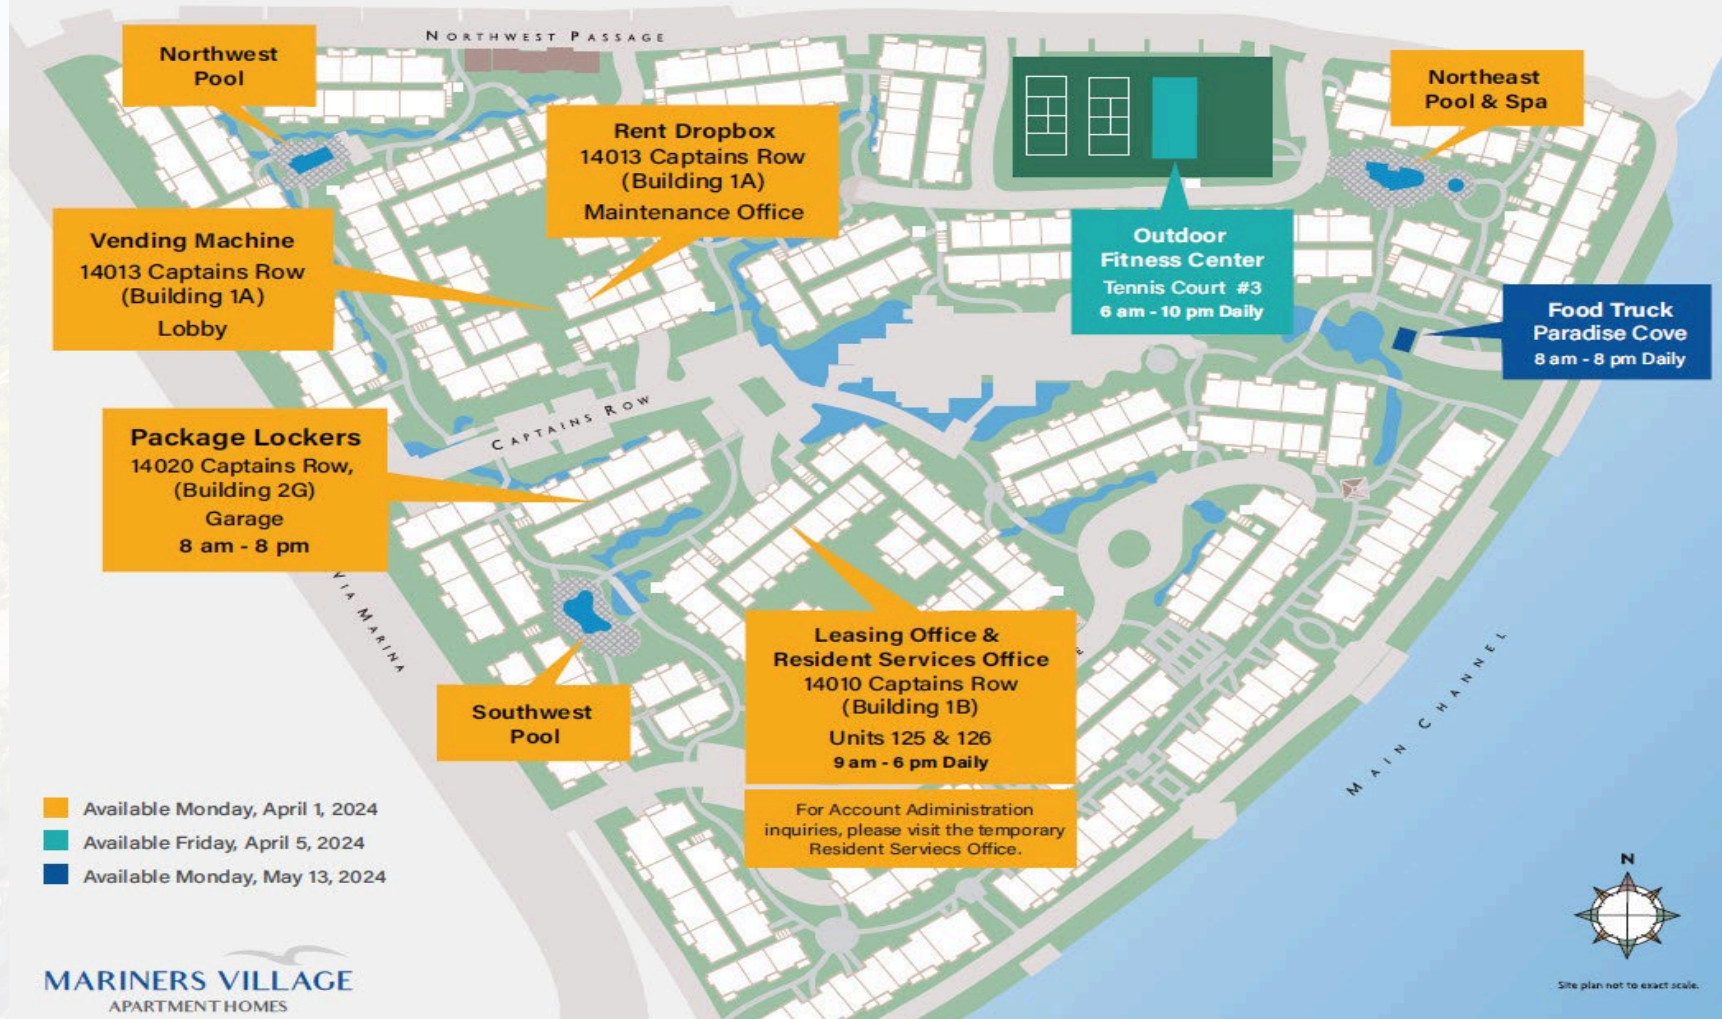 NORTHWEST PASSAGE
Northwest
Pool
Rent Dropbox
14013 Captains Row
(Building 1A)
Maintenance Office
Northeast
Pool & Spa
Vending Machine
14013 Captains Row
(Building 1A)
Lobby
Outdoor
Fitness Center
Tennis Court #3
6 am - 10 pm Daily
Food Truck
Paradise Cove
8 am - 8 pm Daily
CAPTAINS ROW
Package Lockers
14020 Captains Row,
(Building 2G)
Garage
8 am - 8 pm
VIA MARINA
Southwest
Pool
Leasing Office &
Resident Services Office
14010 Captains Row
(Building 1B)
Units 125 & 126
9 am - 6 pm Daily
For Account Adiministration
inquiries, please visit the temporary
Resident Serviecs Office.
MAIN CHANNEL
Available Monday, April 1, 2024
Available Friday, April 5, 2024
Available Monday, May 13, 2024
N
Site plan not to exact scale.
MARINERS VILLAGE
APARTMENT HOMES